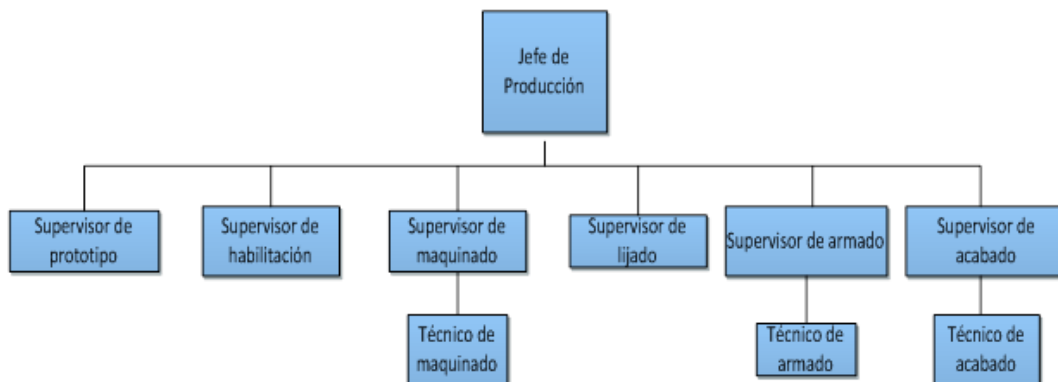 Jefe de
Producción
Supervisor de
prototipo
Supervisor de
habilitación
Supervisor de
maquinado
Supervisor de
lijado
Supervisor de armado
Supervisor de
acabado
Técnico de
maquinado
Técnico de
armado
Técnico de
acabado